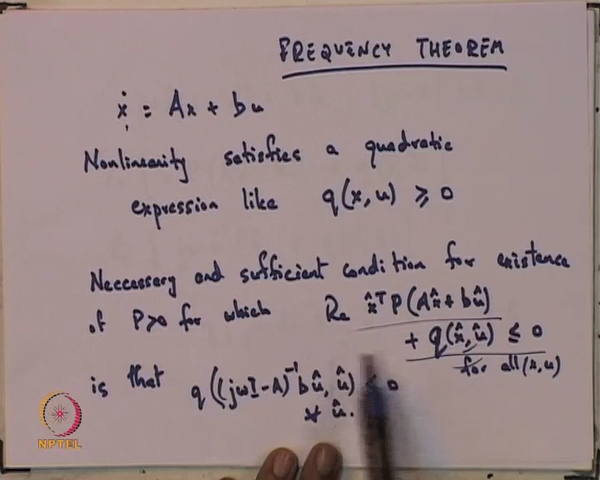 FREQUENCY THEOREM
ẋ = Ax + bu
Nonlinearity satisfies a quadratic
expression like q(x, u) ≥ 0
Neccessary and sufficient condition for existence
of P>0 for which Re x̂ᵀP(Ax̂ + bû)
+ q(x̂, û) ≤ 0
for all (x, u)
is that q((jωI - A)⁻¹bû, û) 0
∀ û.
NPTEL